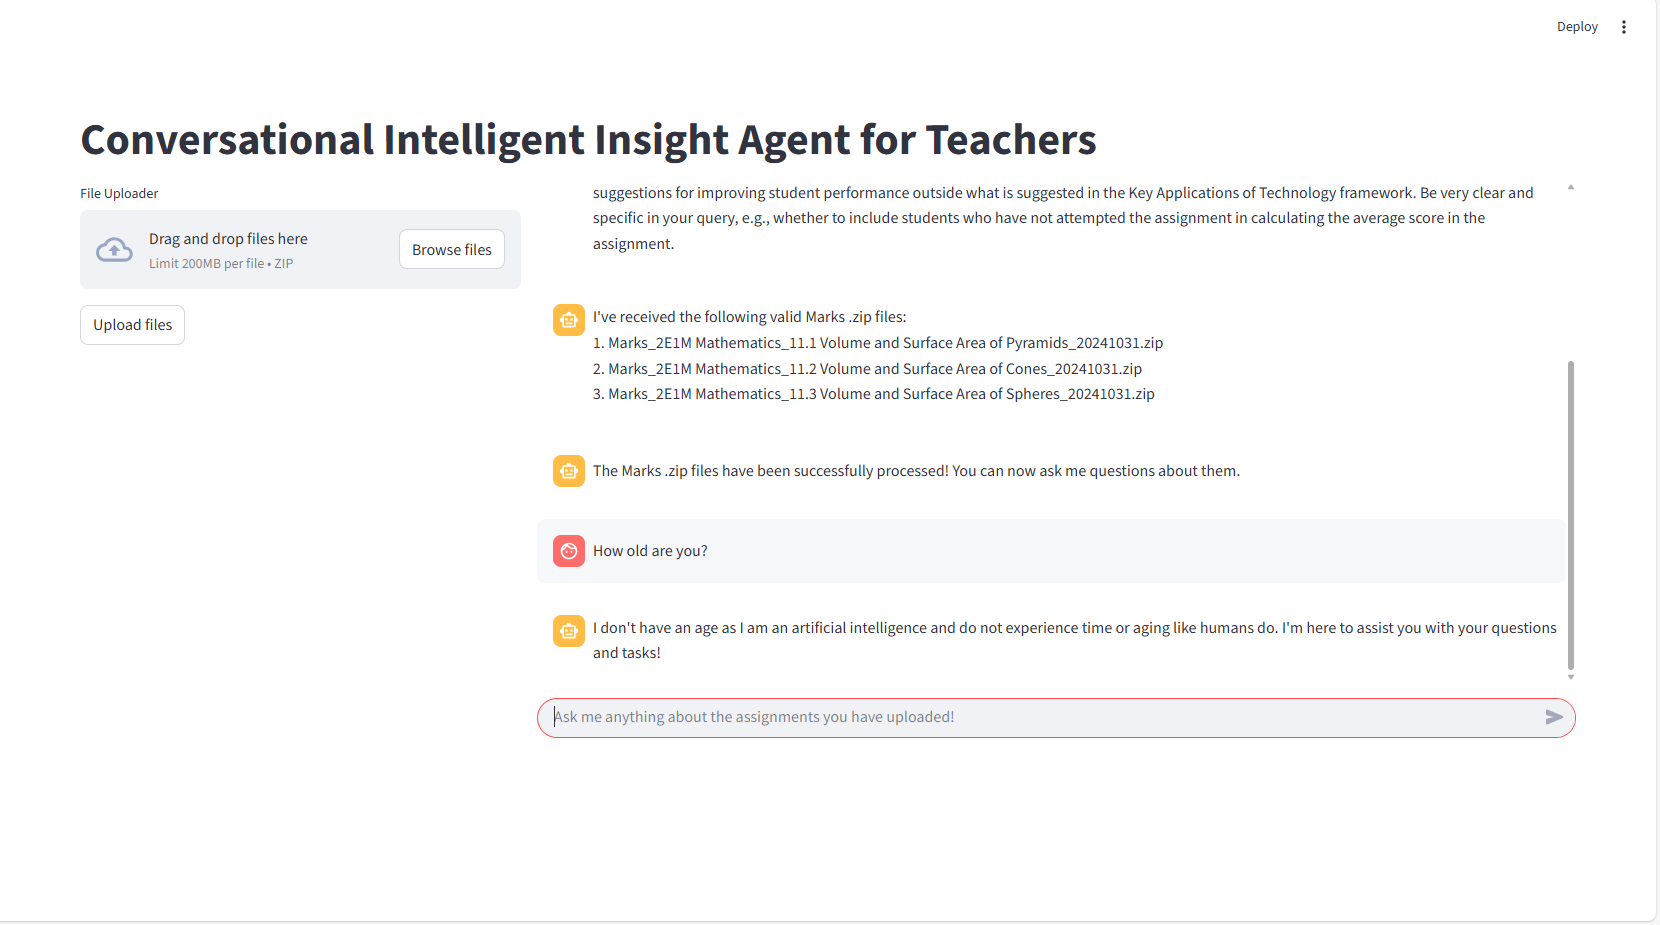 Deploy
Conversational Intelligent Insight Agent for Teachers
File Uploader
Drag and drop files here
Limit 200MB per file • ZIP
Browse files
Upload files
suggestions for improving student performance outside what is suggested in the Key Applications of Technology framework. Be very clear and
specific in your query, e.g., whether to include students who have not attempted the assignment in calculating the average score in the
assignment.
I've received the following valid Marks .zip files:
1. Marks_2E1M Mathematics_11.1 Volume and Surface Area of Pyramids_20241031.zip
2. Marks_2E1M Mathematics_11.2 Volume and Surface Area of Cones_20241031.zip
3. Marks_2E1M Mathematics_11.3 Volume and Surface Area of Spheres_20241031.zip
The Marks .zip files have been successfully processed! You can now ask me questions about them.
How old are you?
I don't have an age as I am an artificial intelligence and do not experience time or aging like humans do. I'm here to assist you with your questions
and tasks!
Ask me anything about the assignments you have uploaded!